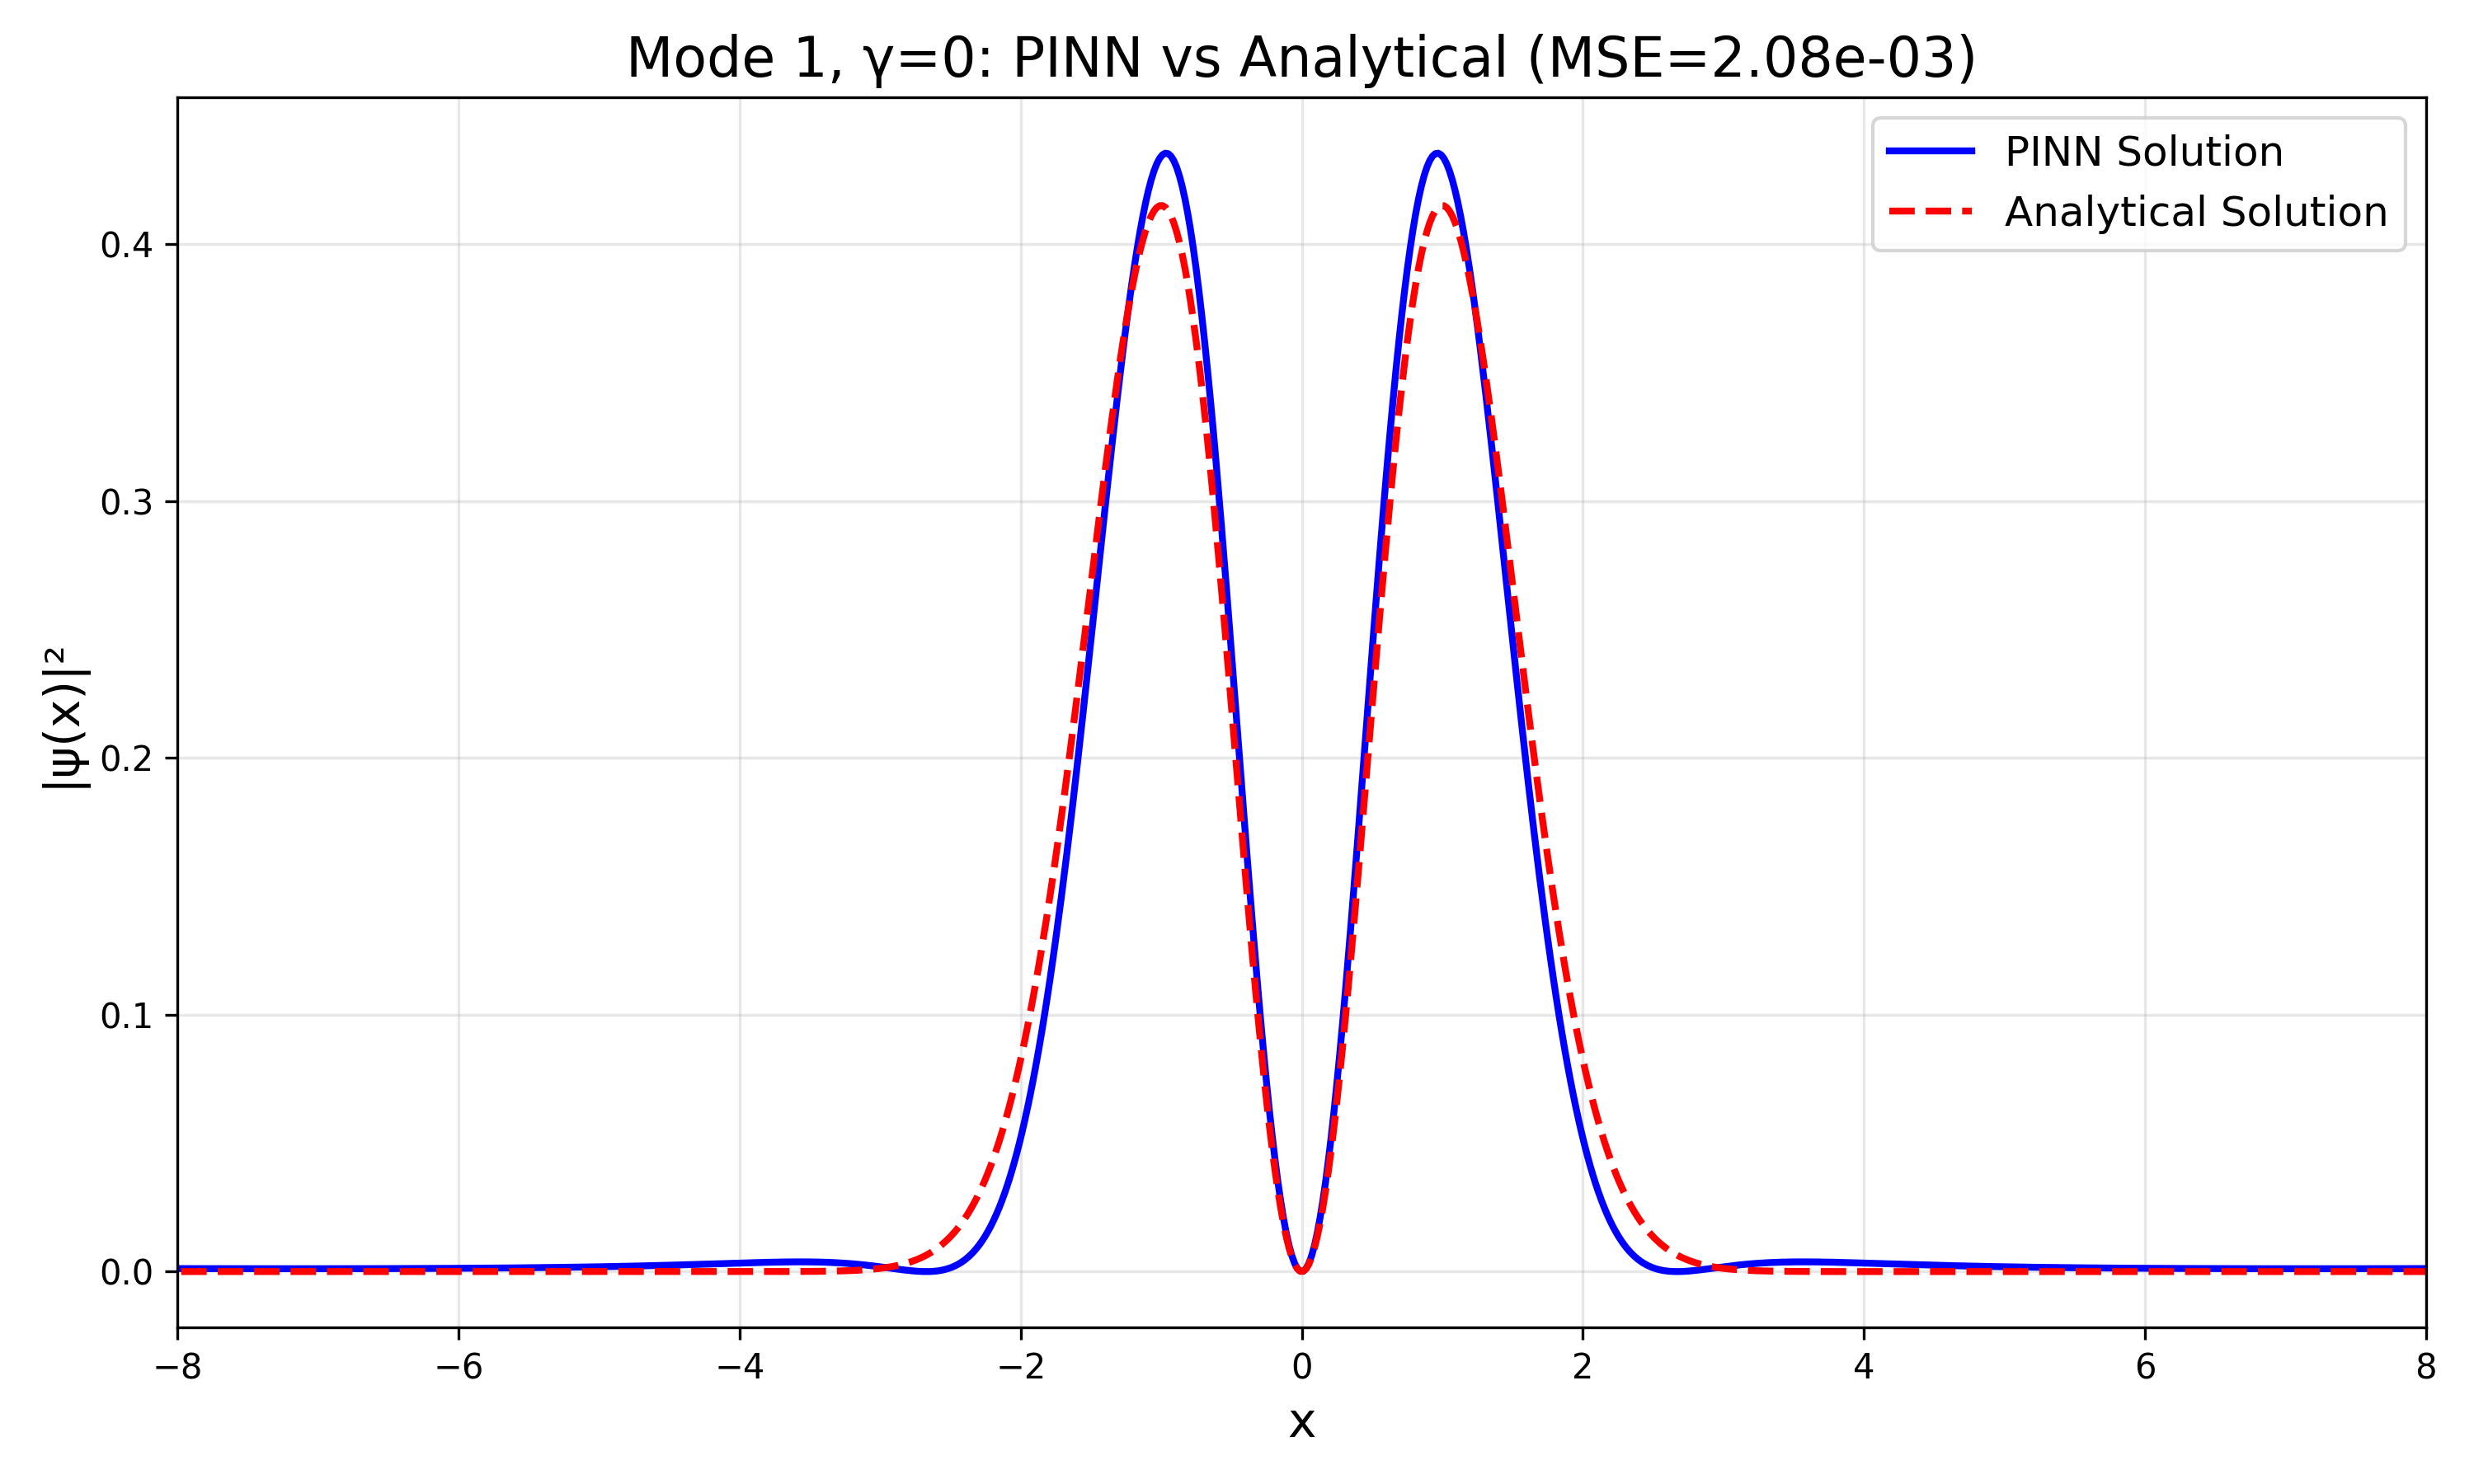 Mode 1, γ=0: PINN vs Analytical (MSE=2.08e-03)
PINN Solution
Analytical Solution
|ψ(x)|²
0.4
0.3
0.2
0.1
0.0
−8 −6 −4 −2 0 2 4 6 8
x